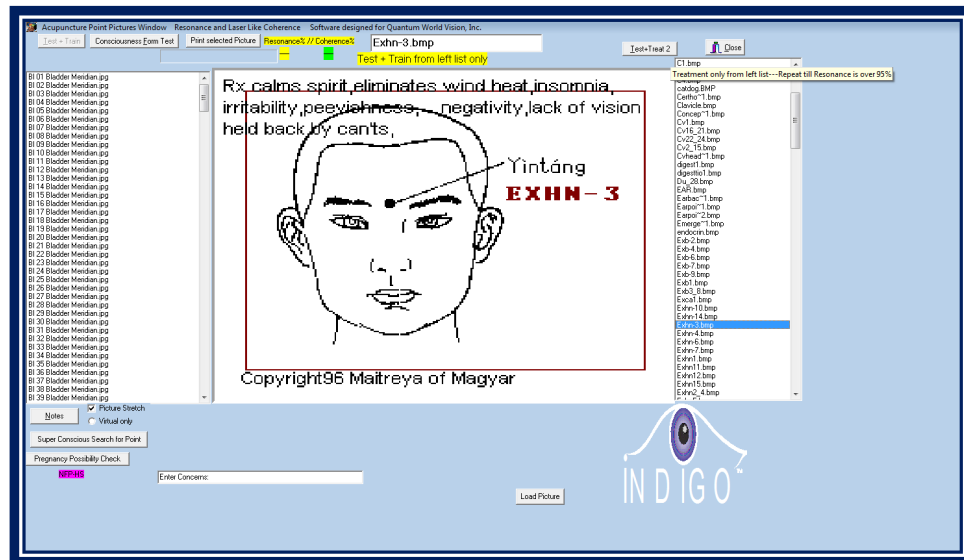 Acupuncture Point Pictures Window Resonance and Laser Like Coherence Software designed for Quantum World Vision, Inc.
Test + Train
Consciousness Form Test
Print selected Picture
Resonance% // Coherence%
Exhn-3.bmp
Test+Treat 2
Close
Test + Train from left list only
Treatment only from left list---Repeat till Resonance is over 95%
Bl 01 Bladder Meridian.jpg
Bl 02 Bladder Meridian.jpg
Bl 03 Bladder Meridian.jpg
Bl 04 Bladder Meridian.jpg
Bl 05 Bladder Meridian.jpg
Bl 06 Bladder Meridian.jpg
Bl 07 Bladder Meridian.jpg
Bl 08 Bladder Meridian.jpg
Bl 09 Bladder Meridian.jpg
Bl 10 Bladder Meridian.jpg
Bl 11 Bladder Meridian.jpg
Bl 12 Bladder Meridian.jpg
Bl 13 Bladder Meridian.jpg
Bl 14 Bladder Meridian.jpg
Bl 15 Bladder Meridian.jpg
Bl 16 Bladder Meridian.jpg
Bl 17 Bladder Meridian.jpg
Bl 18 Bladder Meridian.jpg
Bl 19 Bladder Meridian.jpg
Bl 20 Bladder Meridian.jpg
Bl 21 Bladder Meridian.jpg
Bl 22 Bladder Meridian.jpg
Bl 23 Bladder Meridian.jpg
Bl 24 Bladder Meridian.jpg
Bl 25 Bladder Meridian.jpg
Bl 26 Bladder Meridian.jpg
Bl 27 Bladder Meridian.jpg
Bl 28 Bladder Meridian.jpg
Bl 29 Bladder Meridian.jpg
Bl 30 Bladder Meridian.jpg
Bl 31 Bladder Meridian.jpg
Bl 32 Bladder Meridian.jpg
Bl 33 Bladder Meridian.jpg
Bl 34 Bladder Meridian.jpg
Bl 35 Bladder Meridian.jpg
Bl 36 Bladder Meridian.jpg
Bl 37 Bladder Meridian.jpg
Bl 38 Bladder Meridian.jpg
Bl 39 Bladder Meridian.jpg
Rx calms spirit,eliminates wind heat,insomnia,
irritability,peevishness, negativity,lack of vision
held back by can'ts,
Yìntáng
EXHN-3
Copyright96 Maitreya of Magyar
C1.bmp
catdog.BMP
Certho~1.bmp
Clavicle.bmp
Concep~1.bmp
Cv1.bmp
Cv16_21.bmp
Cv22_24.bmp
Cv2_15.bmp
Cvhead~1.bmp
digest1.bmp
digesttio1.bmp
Du_28.bmp
EAR.bmp
Earbac~1.bmp
Earpoi~1.bmp
Earpoi~2.bmp
Emerge~1.bmp
endocrin.bmp
Exb-2.bmp
Exb-4.bmp
Exb-6.bmp
Exb-7.bmp
Exb-9.bmp
Exb1.bmp
Exb3_8.bmp
Exca1.bmp
Exhn-10.bmp
Exhn-14.bmp
Exhn-3.bmp
Exhn-4.bmp
Exhn-6.bmp
Exhn-7.bmp
Exhn1.bmp
Exhn11.bmp
Exhn12.bmp
Exhn15.bmp
Exhn2_4.bmp
Notes
Picture Stretch
Virtual only
Super Conscious Search for Point
Pregnancy Possibility Check
NFF-HS
Enter Concerns:
Load Picture
INDIGO™